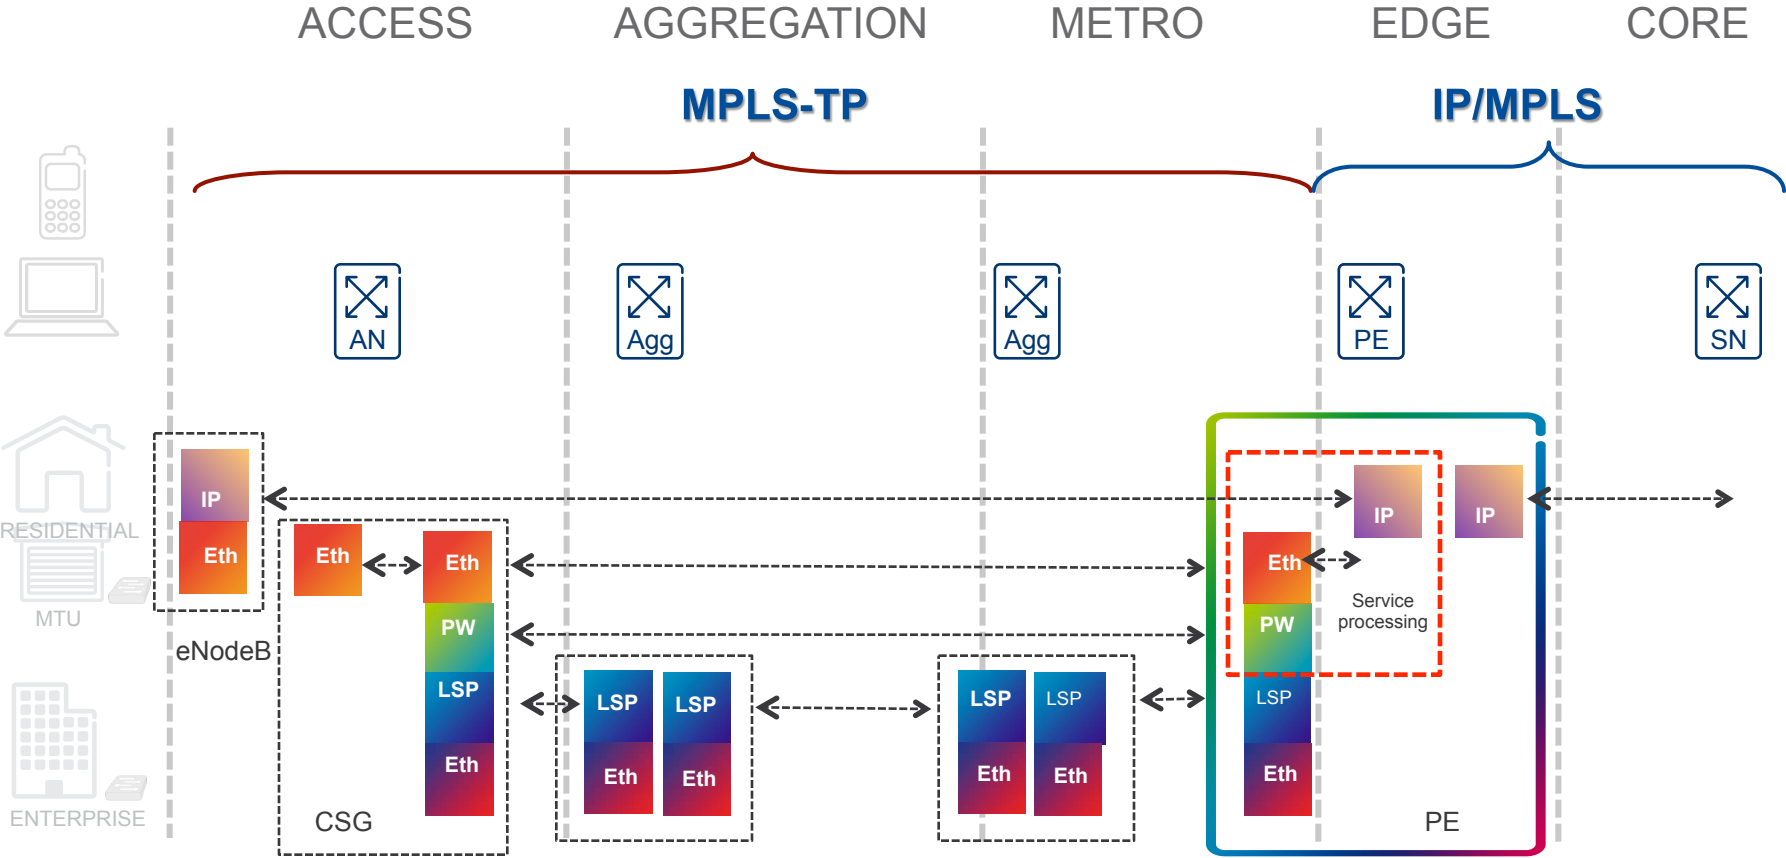 ACCESS
AGGREGATION
METRO
EDGE
CORE
MPLS-TP
IP/MPLS
AN
Agg
Agg
PE
SN
RESIDENTIAL
MTU
ENTERPRISE
IP
Eth
eNodeB
Eth
Eth
PW
LSP
Eth
CSG
LSP
LSP
Eth
Eth
LSP
LSP
Eth
Eth
Eth
PW
LSP
Eth
IP
IP
Service
processing
PE